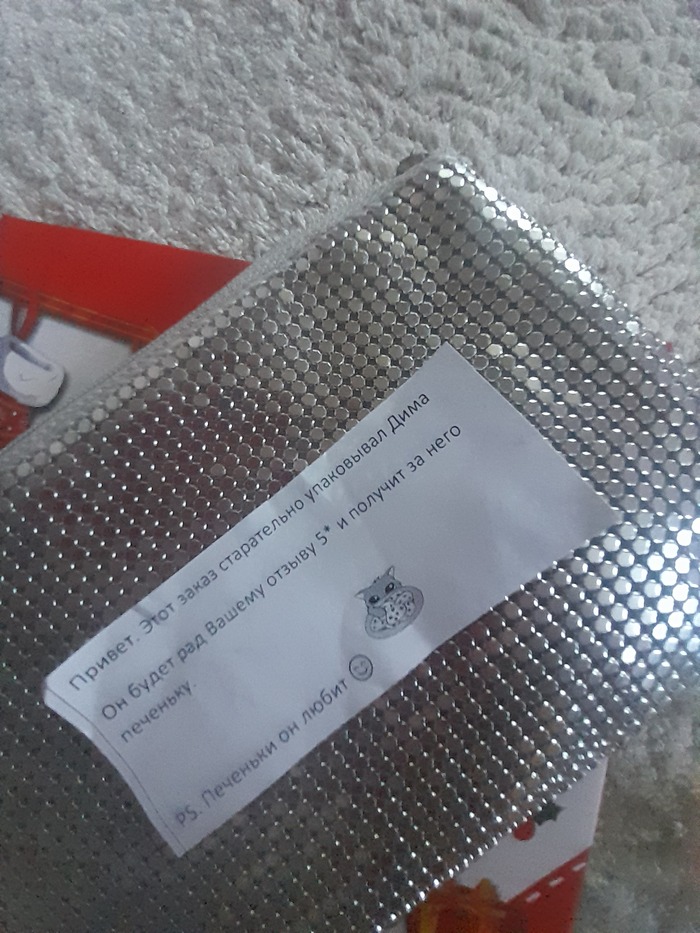 Привет. Этот заказ старательно упаковывал Дима
Он будет рад Вашему отзыву 5* и получит за него
печеньку.
PS. Печеньки он любит